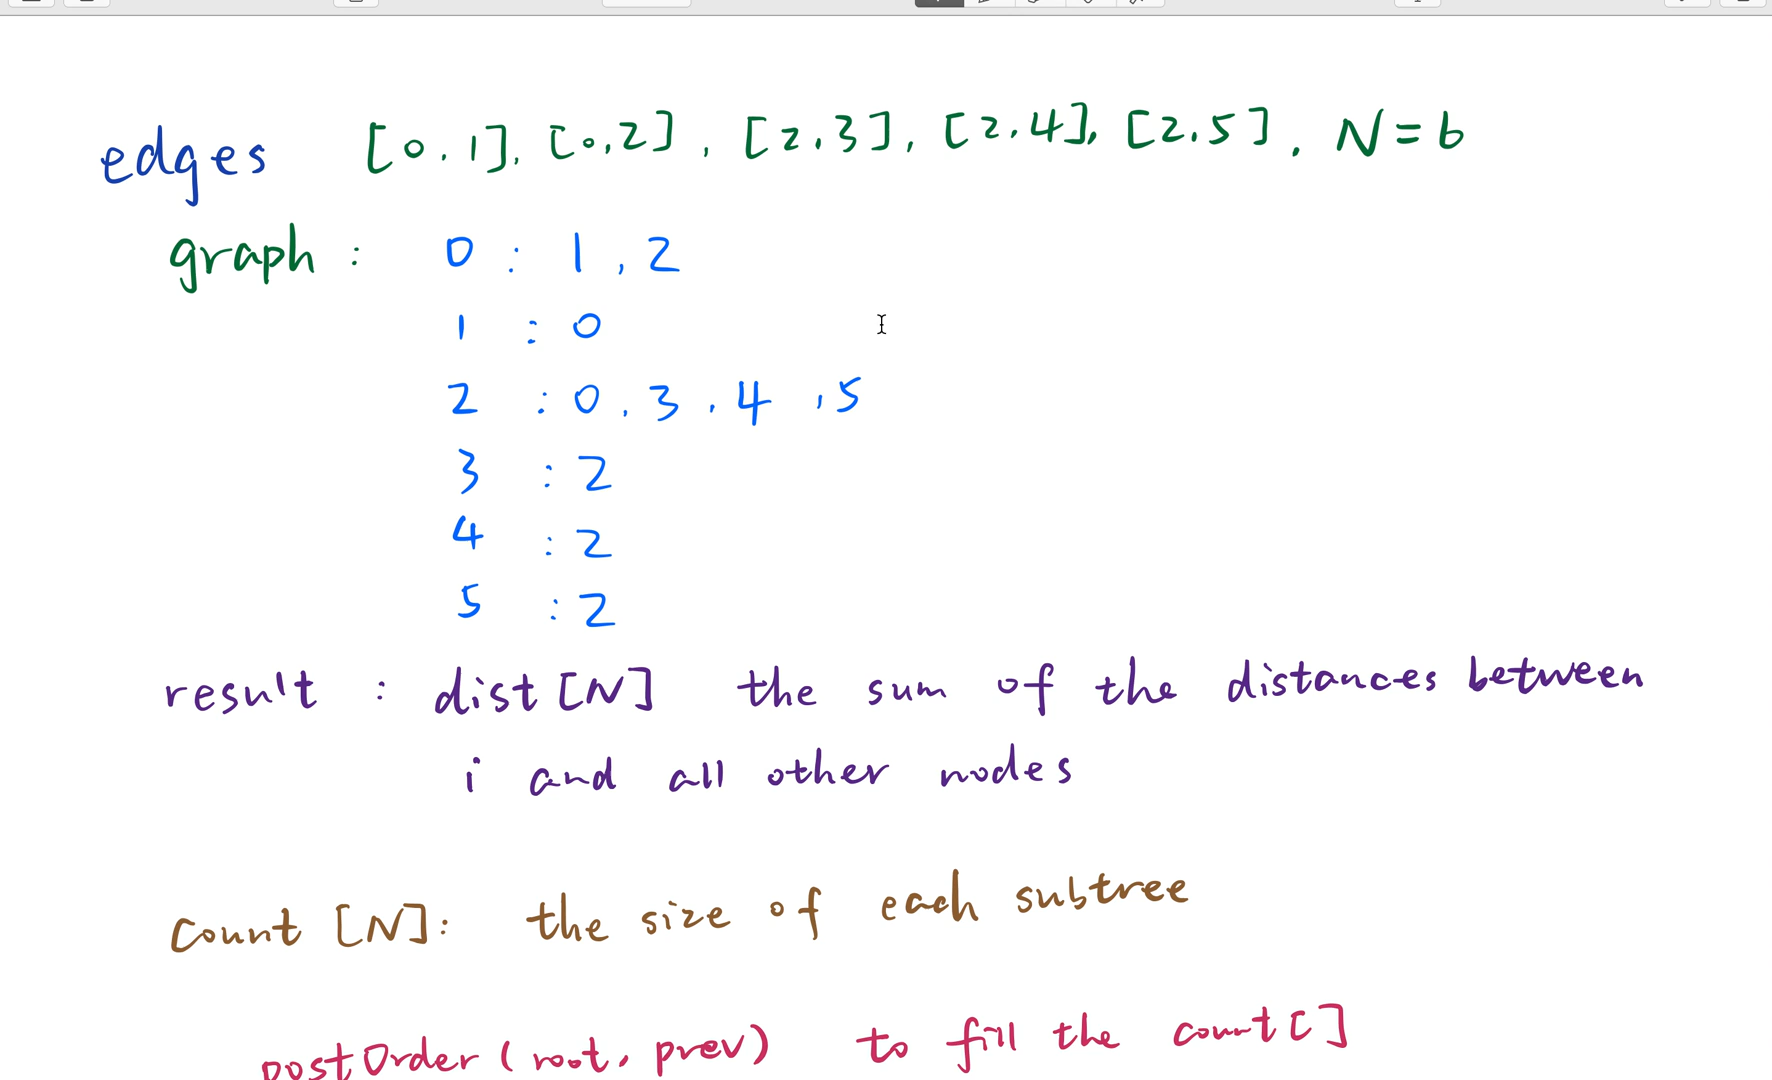 edges [0,1], [0,2], [2,3], [2,4], [2,5], N=6
graph : 0 : 1, 2
1 : 0
2 : 0, 3, 4, 5
3 : 2
4 : 2
5 : 2
result : dist[N] the sum of the distances between
i and all other nodes
count [N]: the size of each subtree
postOrder (root, prev) to fill the count[]